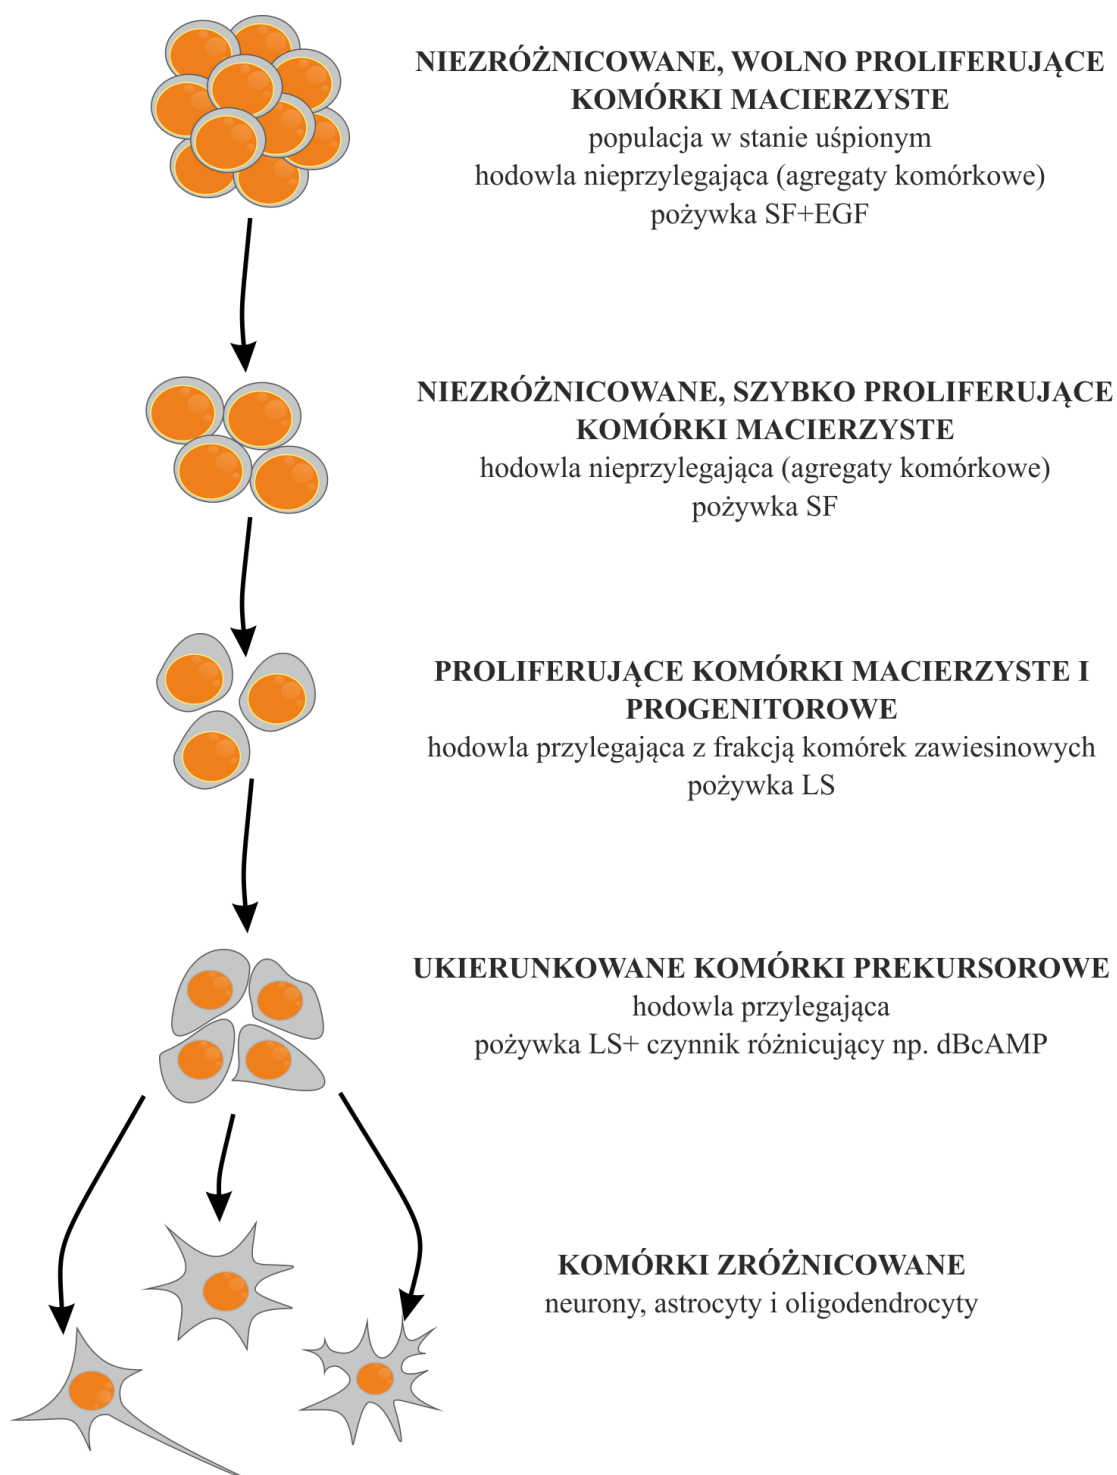 NIEZRÓŻNICOWANE, WOLNO PROLIFERUJĄCE
KOMÓRKI MACIERZYSTE
populacja w stanie uśpionym
hodowla nieprzylegająca (agregaty komórkowe)
pożywka SF+EGF
NIEZRÓŻNICOWANE, SZYBKO PROLIFERUJĄCE
KOMÓRKI MACIERZYSTE
hodowla nieprzylegająca (agregaty komórkowe)
pożywka SF
PROLIFERUJĄCE KOMÓRKI MACIERZYSTE I
PROGENITOROWE
hodowla przylegająca z frakcją komórek zawiesinowych
pożywka LS
UKIERUNKOWANE KOMÓRKI PREKURSOROWE
hodowla przylegająca
pożywka LS+ czynnik różnicujący np. dBcAMP
KOMÓRKI ZRÓŻNICOWANE
neurony, astrocyty i oligodendrocyty